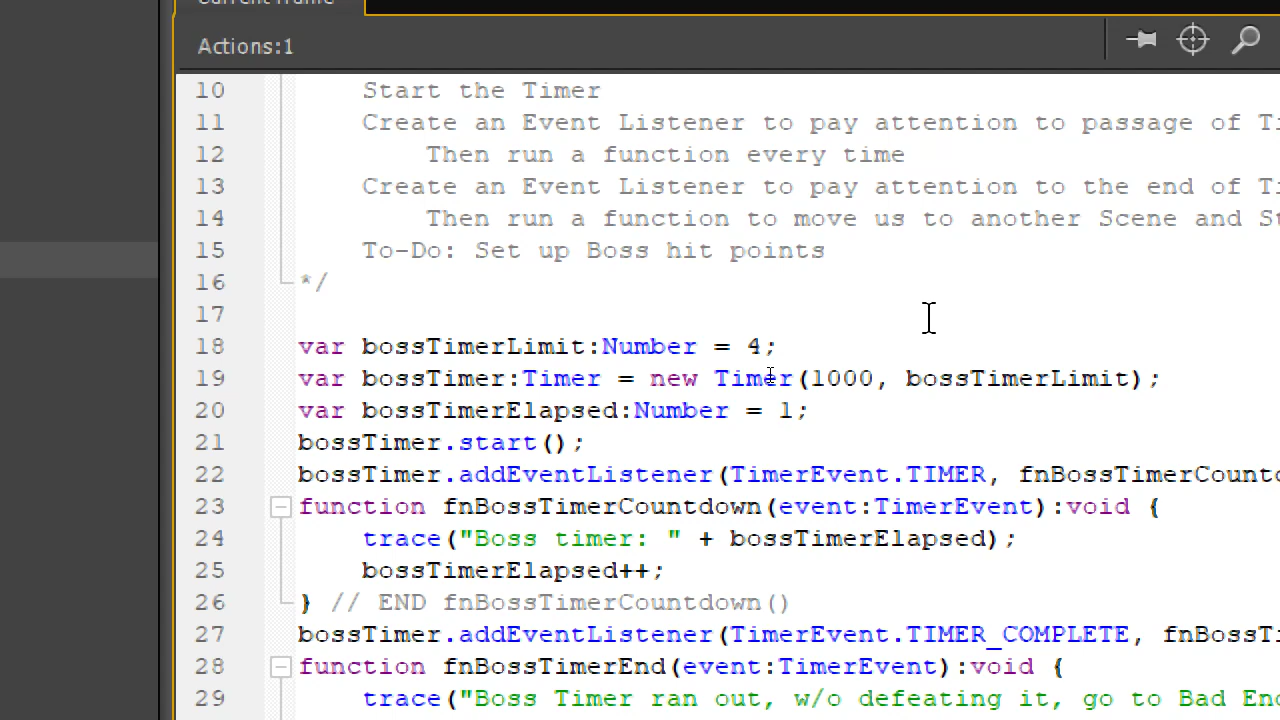 Current frame
Actions:1
10 Start the Timer
11 Create an Event Listener to pay attention to passage of
12 Then run a function every time
13 Create an Event Listener to pay attention to the end of
14 Then run a function to move us to another Scene and
15 To-Do: Set up Boss hit points
16 */
17
18 var bossTimerLimit:Number = 4;
19 var bossTimer:Timer = new Timer(1000, bossTimerLimit);
20 var bossTimerElapsed:Number = 1;
21 bossTimer.start();
22 bossTimer.addEventListener(TimerEvent.TIMER, fnBossTimerCountd
23 function fnBossTimerCountdown(event:TimerEvent):void {
24 trace("Boss timer: " + bossTimerElapsed);
25 bossTimerElapsed++;
26 } // END fnBossTimerCountdown()
27 bossTimer.addEventListener(TimerEvent.TIMER_COMPLETE, fnBossTi
28 function fnBossTimerEnd(event:TimerEvent):void {
29 trace("Boss Timer ran out, w/o defeating it, go to Bad End